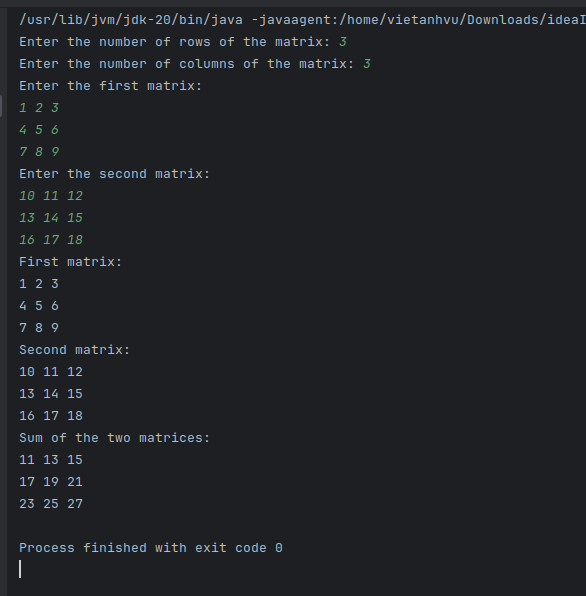 /usr/lib/jvm/jdk-20/bin/java -javaagent:/home/vietanhvu/Downloads/ideaI
Enter the number of rows of the matrix: 3
Enter the number of columns of the matrix: 3
Enter the first matrix:
1 2 3
4 5 6
7 8 9
Enter the second matrix:
10 11 12
13 14 15
16 17 18
First matrix:
1 2 3
4 5 6
7 8 9
Second matrix:
10 11 12
13 14 15
16 17 18
Sum of the two matrices:
11 13 15
17 19 21
23 25 27
Process finished with exit code 0